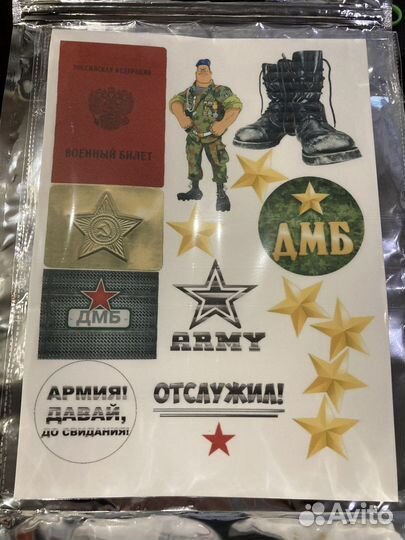 РОССИЙСКАЯ ФЕДЕРАЦИЯ
ВОЕННЫЙ БИЛЕТ
ДМБ
ДМБ
ARMY
АРМИЯ!
ДАВАЙ,
ДО СВИДАНИЯ!
ОТСЛУЖИЛ!
Avito